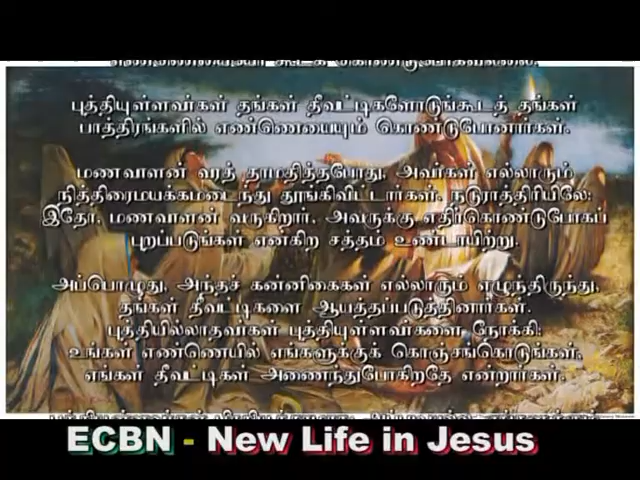 புத்தியுள்ளவர்கள் தங்கள் தீவட்டிகளோடுங்கூடத் தங்கள்
பாத்திரங்களில் எண்ணெயையும் கொண்டுபோனார்கள்.
மணவாளன் வரத் தாமதித்தபோது, அவர்கள் எல்லாரும்
நித்திரைமயக்கமடைந்து தூங்கிவிட்டார்கள். நடுராத்திரியிலே:
இதோ, மணவாளன் வருகிறார், அவருக்கு எதிர்கொண்டுபோகப்
புறப்படுங்கள் என்கிற சத்தம் உண்டாயிற்று.
அப்பொழுது, அந்தச் கன்னிகைகள் எல்லாரும் எழுந்திருந்து,
தங்கள் தீவட்டிகளை ஆயத்தப்படுத்தினார்கள்.
புத்தியில்லாதவர்கள் புத்தியுள்ளவர்களை நோக்கி:
உங்கள் எண்ணெயில் எங்களுக்குக் கொஞ்சங்கொடுங்கள்,
எங்கள் தீவட்டிகள் அணைந்துபோகிறதே என்றார்கள்.
ECBN - New Life in Jesus